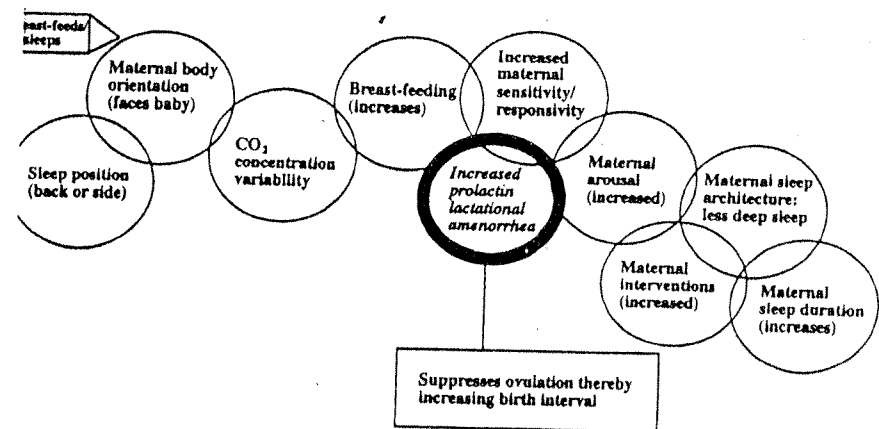 east-feeds/
sleeps
Maternal body
orientation
(faces baby)
Sleep position
(back or side)
CO₂
concentration
variability
Breast-feeding
(increases)
Increased
maternal
sensitivity/
responsivity
Increased
prolactin
lactational
amenorrhea
Maternal
arousal
(increased)
Maternal sleep
architecture:
less deep sleep
Maternal
interventions
(increased)
Maternal
sleep duration
(increases)
Suppresses ovulation thereby
increasing birth interval